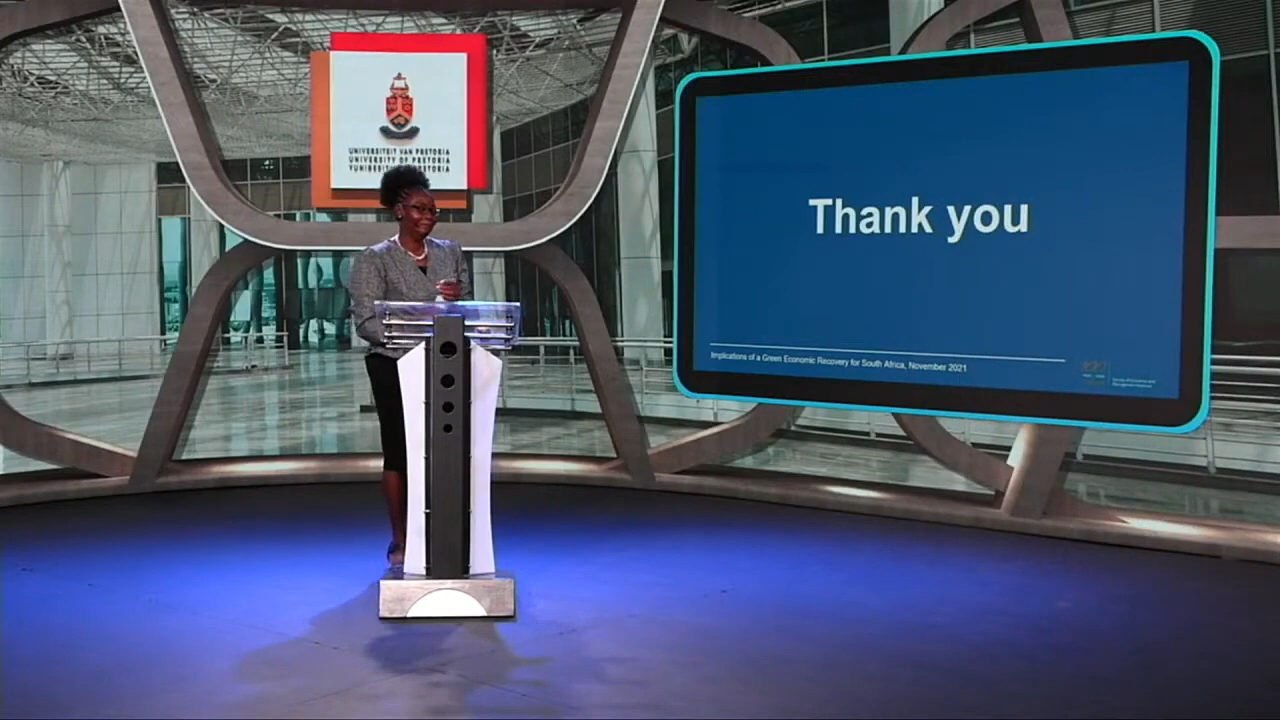 UNIVERSITEIT VAN PRETORIA
UNIVERSITY OF PRETORIA
YUNIBESITHI YA PRETORIA
Thank you
Implications of a Green Economic Recovery for South Africa, November 2021